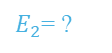 E₂= ?